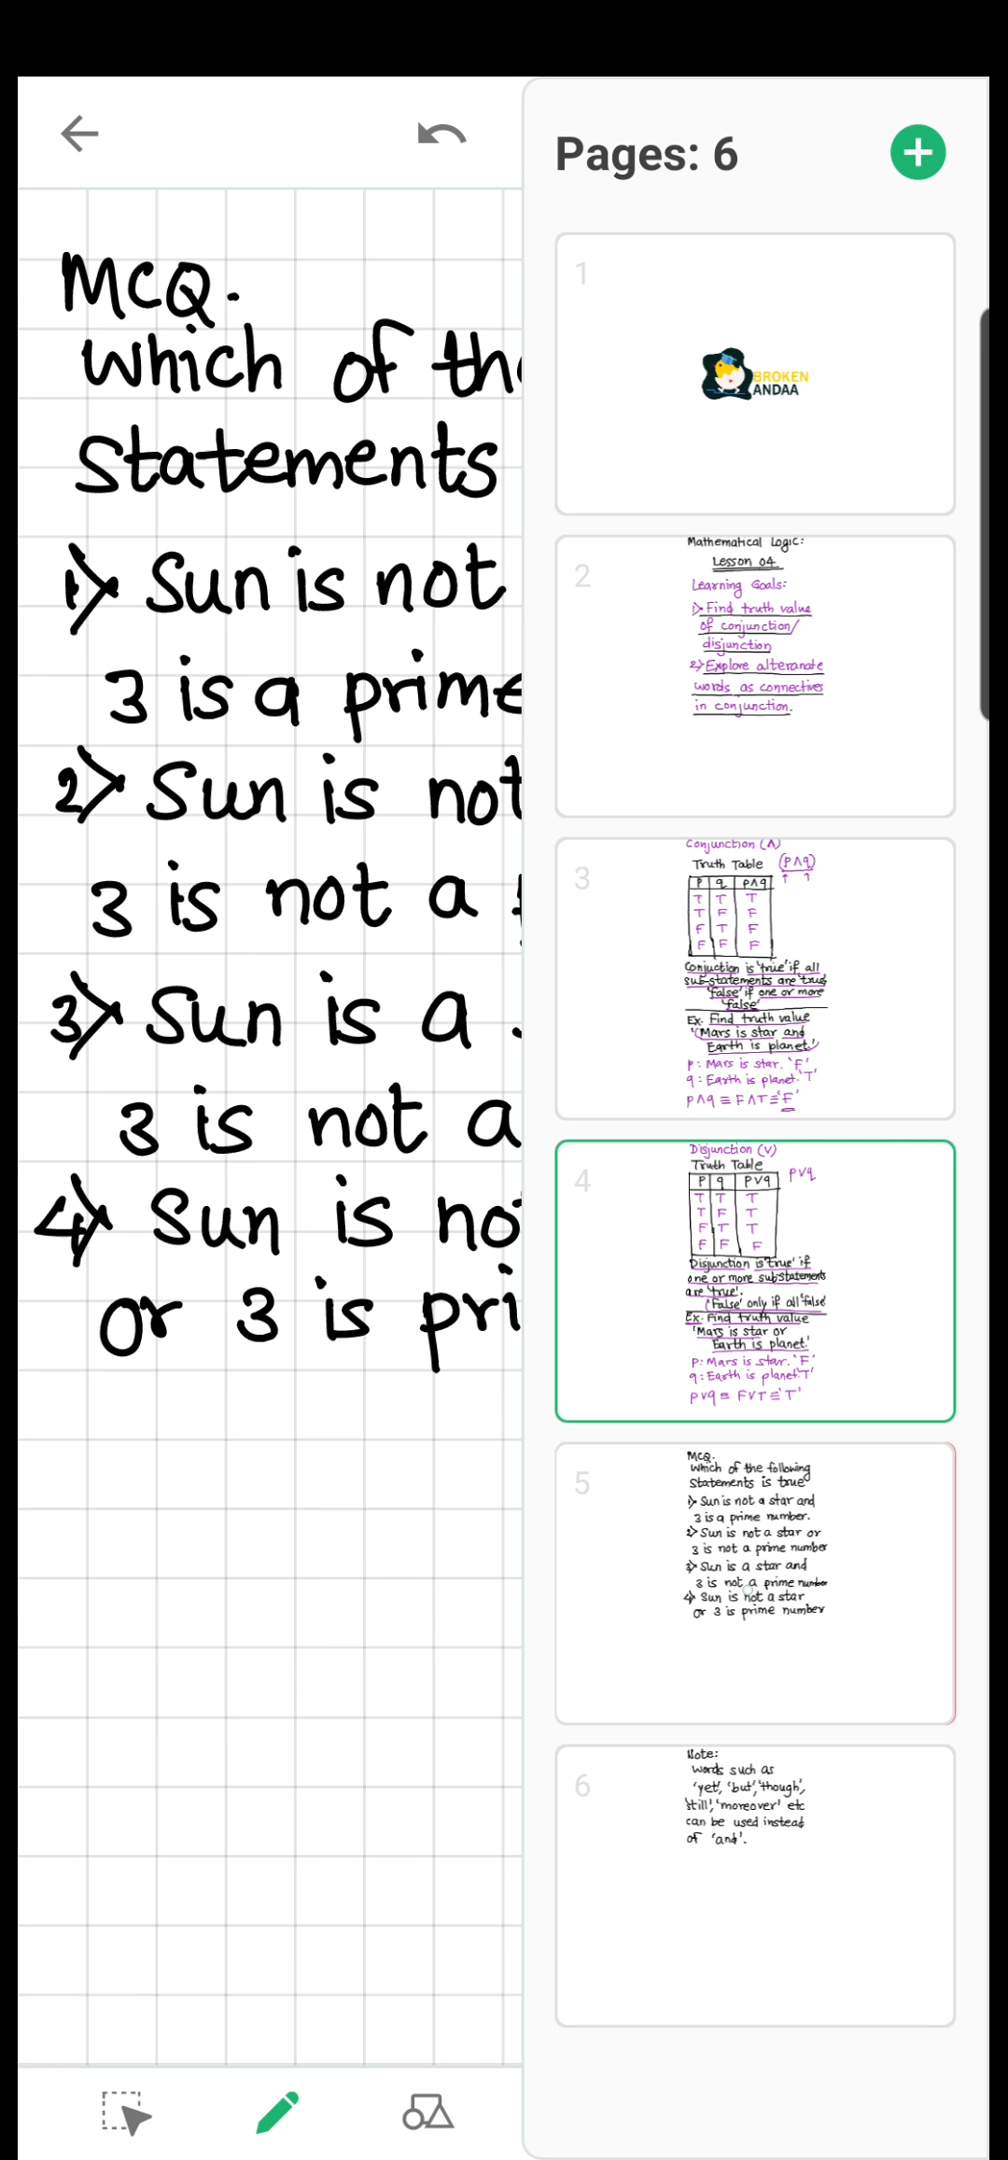 MCQ.
which of the
Statements
1> Sun is not
3 is a prime
2> Sun is not
3 is not a
3> Sun is a
3 is not a
4> Sun is no
or 3 is pri
Pages: 6
1
BROKEN
ANDAA
2
Mathematical Logic:
Lesson 04
Learning Goals:
1> Find truth value
of conjunction/
disjunction
2> Explore alteranate
words as connectives
in conjunction.
3
Conjunction (∧)
Truth Table (p∧q)
P q p∧q
T T T
T F F
F T F
F F F
Conjuction is 'true' if all
sub-statements are 'true'
'False' if one or more
'false'
Ex. Find truth value
'Mars is star and
Earth is planet.'
p: Mars is star. 'F'
q: Earth is planet. 'T'
p∧q ≡ F∧T ≡ 'F'
4
Disjunction (∨)
Truth Table p∨q
P q p∨q
T T T
T F T
F T T
F F F
Disjunction is 'true' if
one or more substatements
are 'true'.
'False' only if all 'false'
Ex. Find truth value
'Mars is star or
Earth is planet.'
p: Mars is star. 'F'
q: Earth is planet. 'T'
p∨q ≡ F∨T ≡ 'T'
5
MCQ.
which of the following
Statements is true
1> Sun is not a star and
3 is a prime number.
2> Sun is not a star or
3 is not a prime number
3> Sun is a star and
3 is not a prime number
4> Sun is not a star
or 3 is prime number
6
Note:
words such as
'yet', 'but', 'though',
'still', 'moreover' etc
can be used instead
of 'and'.